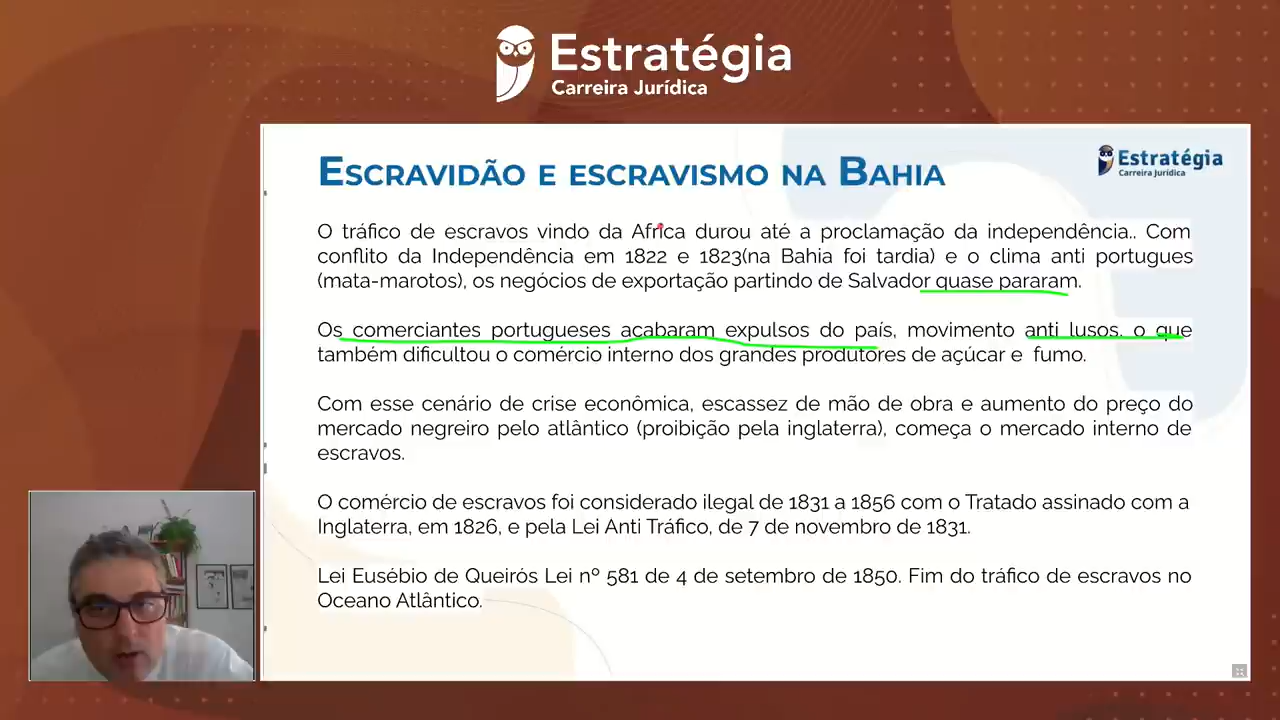 Estratégia
Carreira Jurídica
Estratégia
Carreira Jurídica
ESCRAVIDÃO E ESCRAVISMO NA BAHIA
O tráfico de escravos vindo da Africa durou até a proclamação da independência.. Com
conflito da Independência em 1822 e 1823(na Bahia foi tardia) e o clima anti portugues
(mata-marotos), os negócios de exportação partindo de Salvador quase pararam.
Os comerciantes portugueses acabaram expulsos do país, movimento anti lusos. o que
também dificultou o comércio interno dos grandes produtores de açúcar e fumo.
Com esse cenário de crise econômica, escassez de mão de obra e aumento do preço do
mercado negreiro pelo atlântico (proibição pela inglaterra), começa o mercado interno de
escravos.
O comércio de escravos foi considerado ilegal de 1831 a 1856 com o Tratado assinado com a
Inglaterra, em 1826, e pela Lei Anti Tráfico, de 7 de novembro de 1831.
Lei Eusébio de Queirós Lei nº 581 de 4 de setembro de 1850. Fim do tráfico de escravos no
Oceano Atlântico.